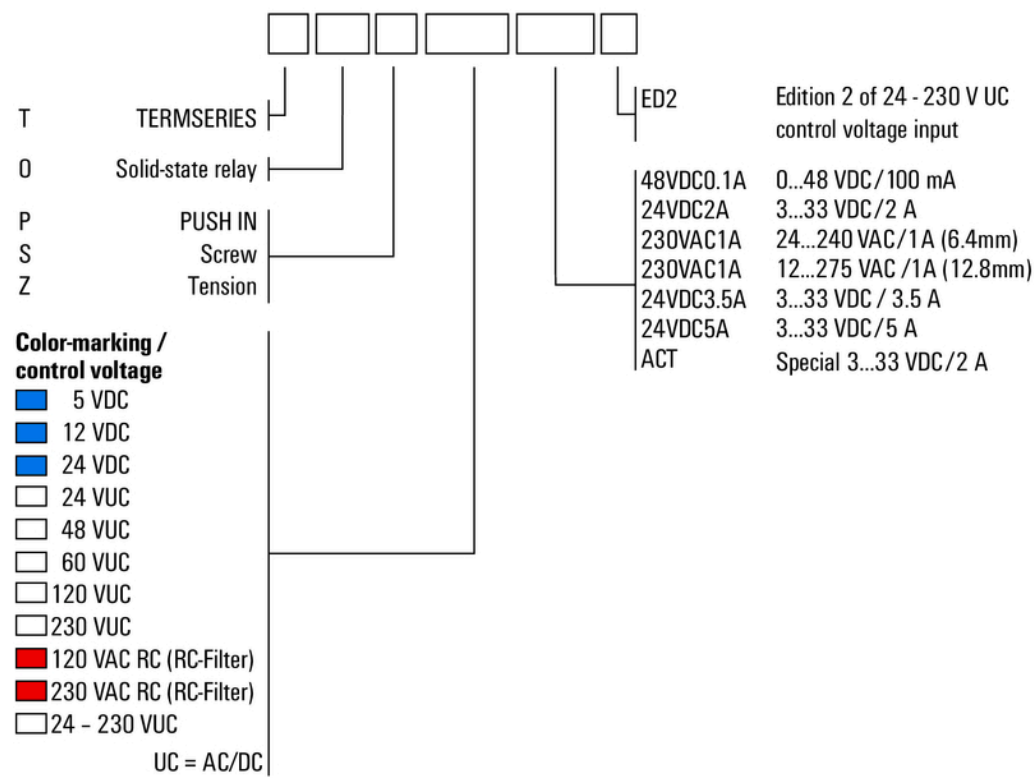 T TERMSERIES
O Solid-state relay
P PUSH IN
S Screw
Z Tension
Color-marking /
control voltage
5 VDC
12 VDC
24 VDC
24 VUC
48 VUC
60 VUC
120 VUC
230 VUC
120 VAC RC (RC-Filter)
230 VAC RC (RC-Filter)
24 – 230 VUC
UC = AC/DC
ED2 Edition 2 of 24 - 230 V UC
control voltage input
48VDC0.1A 0...48 VDC/100 mA
24VDC2A 3...33 VDC/2 A
230VAC1A 24...240 VAC/1A (6.4mm)
230VAC1A 12...275 VAC /1A (12.8mm)
24VDC3.5A 3...33 VDC / 3.5 A
24VDC5A 3...33 VDC/5 A
ACT Special 3...33 VDC/2 A